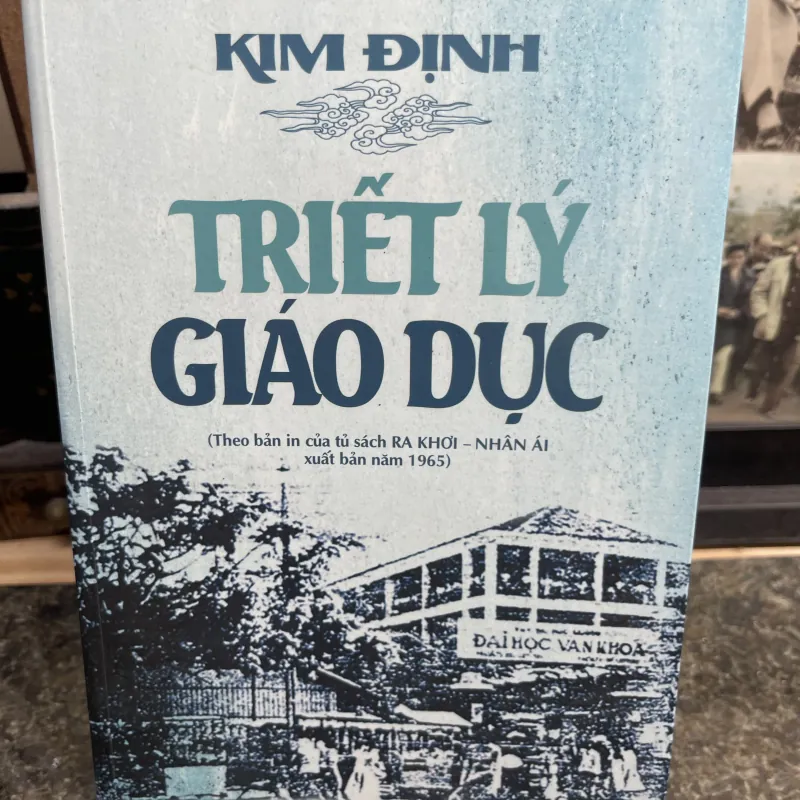 KIM ĐỊNH
TRIẾT LÝ
GIÁO DỤC
(Theo bản in của tủ sách RA KHƠI – NHÂN ÁI
xuất bản năm 1965)
ĐẠI HỌC VĂN KHOA